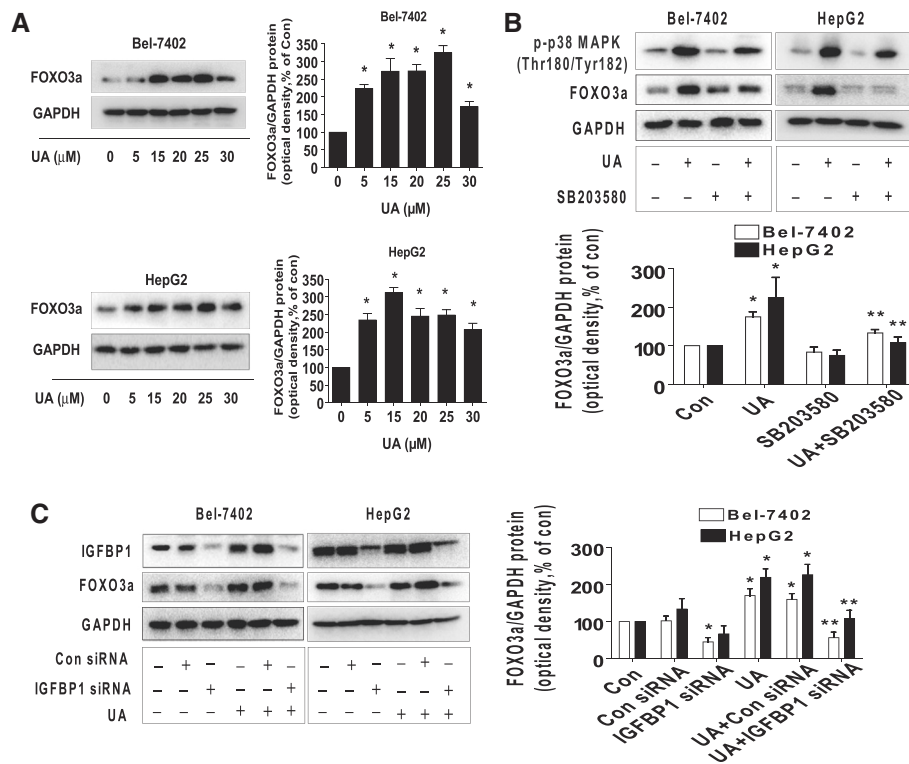 A
Bel-7402
FOXO3a
GAPDH
UA (µM) 0 5 15 20 25 30
Bel-7402
FOXO3a/GAPDH protein
(optical density,% of Con)
350
300
250
200
150
100
50
0
* * * * *
0 5 15 20 25 30
UA (µM)
HepG2
FOXO3a
GAPDH
UA (µM) 0 5 15 20 25 30
HepG2
FOXO3a/GAPDH protein
(optical density,% of con)
350
300
250
200
150
100
50
0
* * * * *
0 5 15 20 25 30
UA (µM)
B
Bel-7402 HepG2
p-p38 MAPK
(Thr180/Tyr182)
FOXO3a
GAPDH
UA – + – + – + – +
SB203580 – – + + – – + +
Bel-7402
HepG2
FOXO3a/GAPDH protein
(optical density,% of con)
300
200
100
0
* * ** **
Con
UA
SB203580
UA+SB203580
C
Bel-7402 HepG2
IGFBP1
FOXO3a
GAPDH
Con siRNA – + – – + – – + – – + –
IGFBP1 siRNA – – + – – + – – + – – +
UA – – – + + + – – – + + +
Bel-7402
HepG2
FOXO3a/GAPDH protein
(optical density,% of con)
300
200
100
0
* * * * * ** **
Con
Con siRNA
IGFBP1 siRNA
UA
UA+Con siRNA
UA+IGFBP1 siRNA